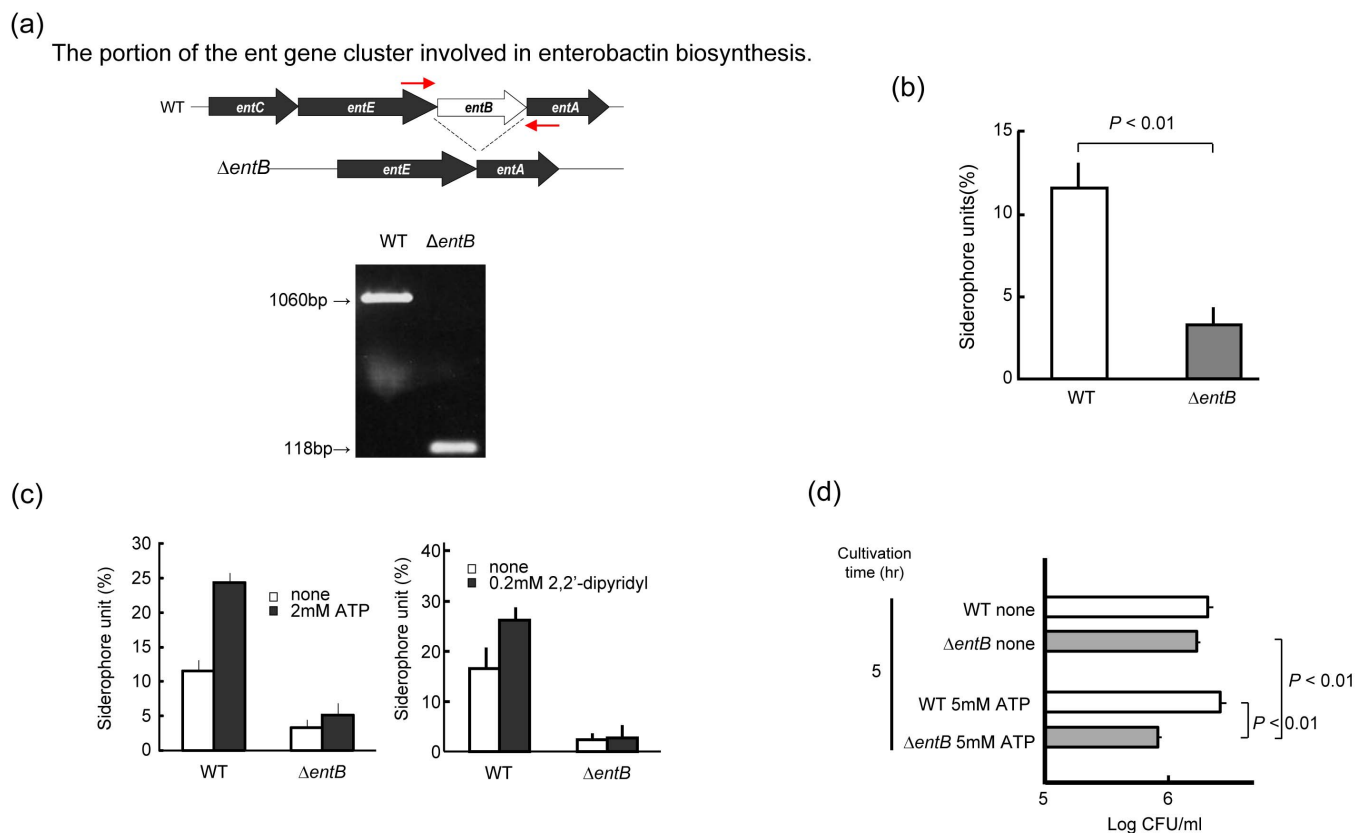 (a)
The portion of the ent gene cluster involved in enterobactin biosynthesis.
WT
entC
entE
entB
entA
ΔentB
entE
entA
WT ΔentB
1060bp →
118bp→
(b)
P < 0.01
Siderophore units(%)
15
10
5
0
WT
ΔentB
(c)
Siderophore unit (%)
30
25
20
15
10
5
0
none
2mM ATP
WT
ΔentB
Siderophore unit (%)
40
30
20
10
0
none
0.2mM 2,2'-dipyridyl
WT
ΔentB
(d)
Cultivation
time (hr)
5
WT none
ΔentB none
WT 5mM ATP
ΔentB 5mM ATP
P < 0.01
P < 0.01
5
6
Log CFU/ml